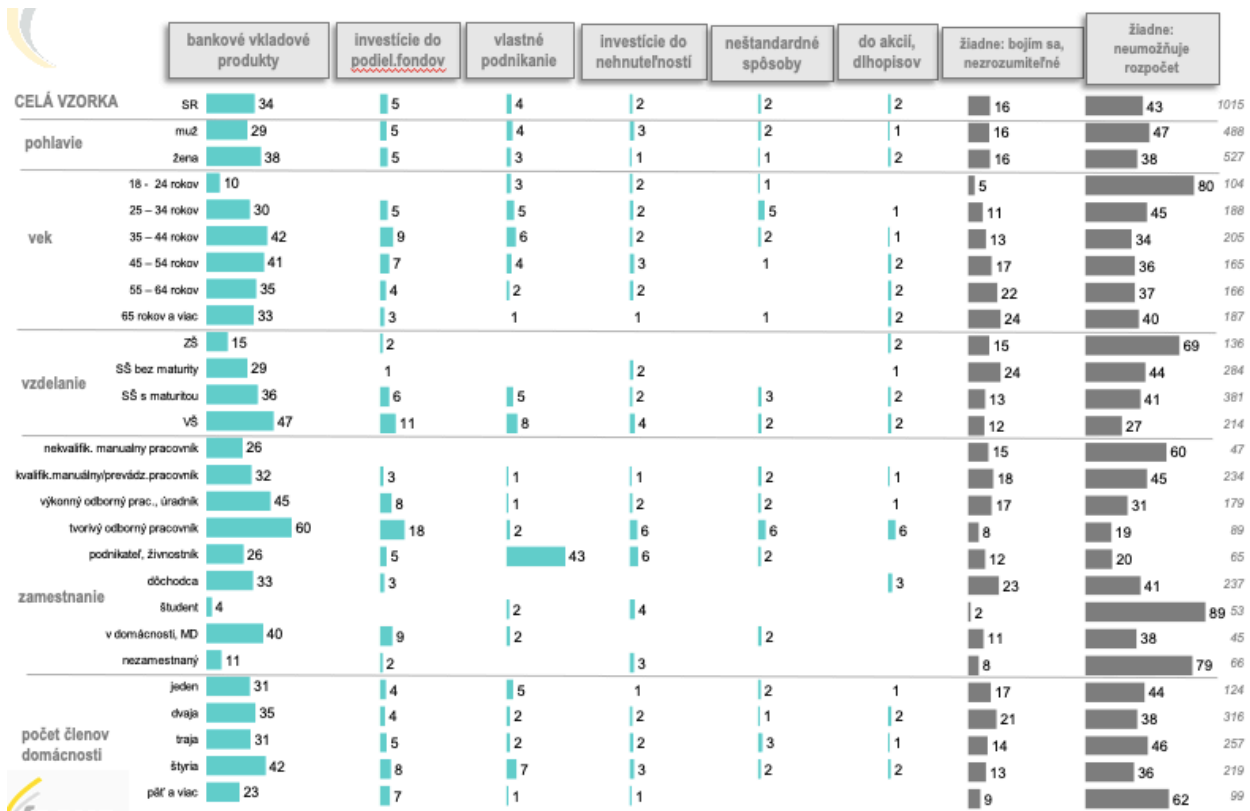 bankové vkladové produkty
investície do podiel.fondov
vlastné podnikanie
investície do nehnuteľností
neštandardné spôsoby
do akcií, dlhopisov
žiadne: bojím sa, nezrozumiteľné
žiadne: neumožňuje rozpočet
CELÁ VZORKA SR 34 5 4 2 2 2 16 43 1015
pohlavie
muž 29 5 4 3 2 1 16 47 488
žena 38 5 3 1 1 2 16 38 527
vek
18 - 24 rokov 10 3 2 1 5 80 104
25 – 34 rokov 30 5 5 2 5 1 11 45 188
35 – 44 rokov 42 9 6 2 2 1 13 34 205
45 – 54 rokov 41 7 4 3 1 2 17 36 165
55 – 64 rokov 35 4 2 2 2 22 37 166
65 rokov a viac 33 3 1 1 1 2 24 40 187
vzdelanie
ZŠ 15 2 2 15 69 136
SŠ bez maturity 29 1 2 1 24 44 284
SŠ s maturitou 36 6 5 2 3 2 13 41 381
VŠ 47 11 8 4 2 2 12 27 214
zamestnanie
nekvalifik. manualny pracovník 26 15 60 47
kvalifik.manuálny/prevádz.pracovník 32 3 1 1 2 1 18 45 234
výkonný odborný prac., úradník 45 8 1 2 2 1 17 31 179
tvorivý odborný pracovník 60 18 2 6 6 6 8 19 89
podnikateľ, živnostník 26 5 43 6 2 12 20 65
dôchodca 33 3 3 23 41 237
študent 4 2 4 2 89 53
v domácnosti, MD 40 9 2 2 11 38 45
nezamestnaný 11 2 3 8 79 66
počet členov domácnosti
jeden 31 4 5 1 2 1 17 44 124
dvaja 35 4 2 2 1 2 21 38 316
traja 31 5 2 2 3 1 14 46 257
štyria 42 8 7 3 2 2 13 36 219
päť a viac 23 7 1 1 9 62 99